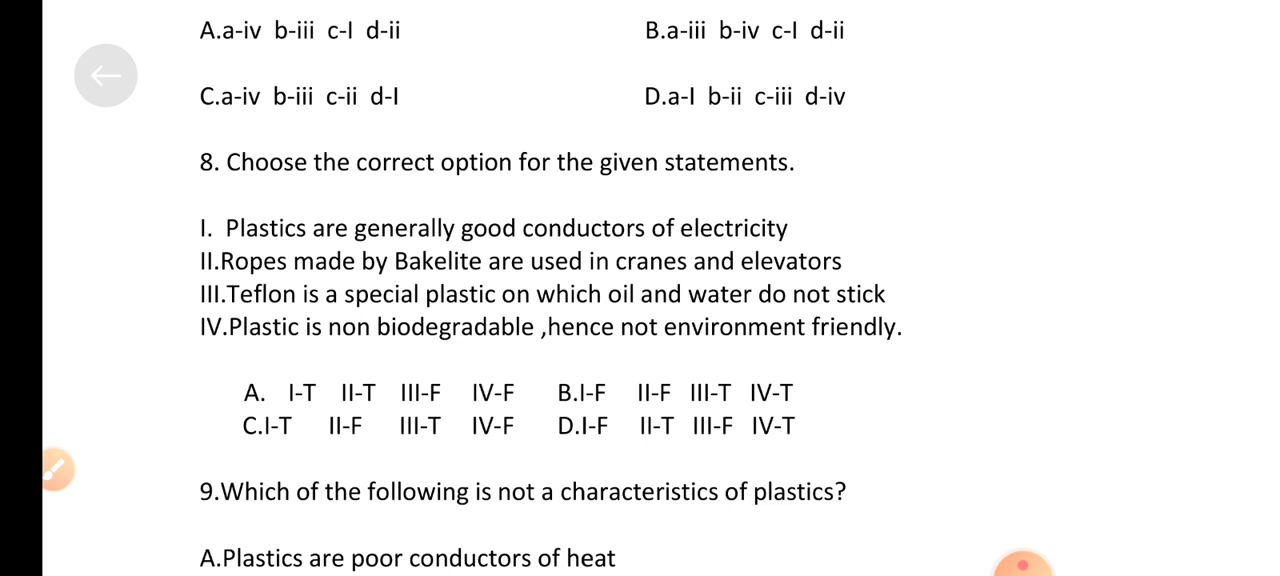 A.a-iv b-iii c-I d-ii B.a-iii b-iv c-I d-ii
C.a-iv b-iii c-ii d-I D.a-I b-ii c-iii d-iv
8. Choose the correct option for the given statements.
I. Plastics are generally good conductors of electricity
II.Ropes made by Bakelite are used in cranes and elevators
III.Teflon is a special plastic on which oil and water do not stick
IV.Plastic is non biodegradable ,hence not environment friendly.
A. I-T II-T III-F IV-F B.I-F II-F III-T IV-T
C.I-T II-F III-T IV-F D.I-F II-T III-F IV-T
9.Which of the following is not a characteristics of plastics?
A.Plastics are poor conductors of heat